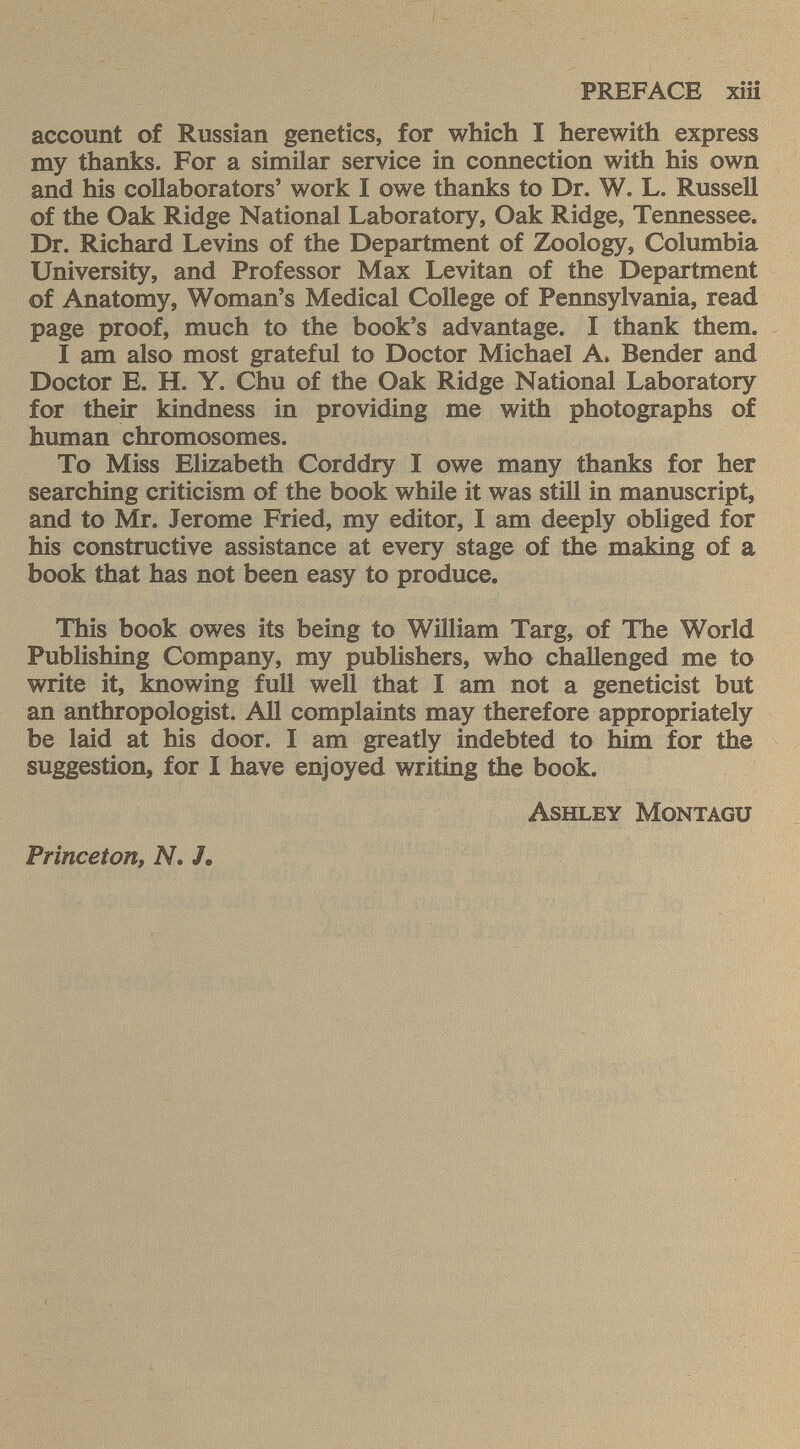 PREFACE xiii
account of Russian genetics, for which I herewith express
my thanks. For a similar service in connection with his own
and his collaborators' work I owe thanks to Dr. W. L. Russell
of the Oak Ridge National Laboratory, Oak Ridge, Tennessee.
Dr. Richard Levins of the Department of Zoology, Columbia
University, and Professor Max Levitan of the Department
of Anatomy, Woman's Medical College of Pennsylvania, read
page proof, much to the book's advantage. I thank them.
I am also most grateful to Doctor Michael A. Bender and
Doctor E. H. Y. Chu of the Oak Ridge National Laboratory
for their kindness in providing me with photographs of
human chromosomes.
To Miss Elizabeth Corddry I owe many thanks for her
searching criticism of the book while it was still in manuscript,
and to Mr. Jerome Fried, my editor, I am deeply obliged for
his constructive assistance at every stage of the making of a
book that has not been easy to produce.
This book owes its being to William Targ, of The World
Publishing Company, my publishers, who challenged me to
write it, knowing full well that I am not a geneticist but
an anthropologist. All complaints may therefore appropriately
be laid at his door. I am greatly indebted to him for the
suggestion, for I have enjoyed writing the book.
ASHLEY MONTAGU
Princeton, N. J.